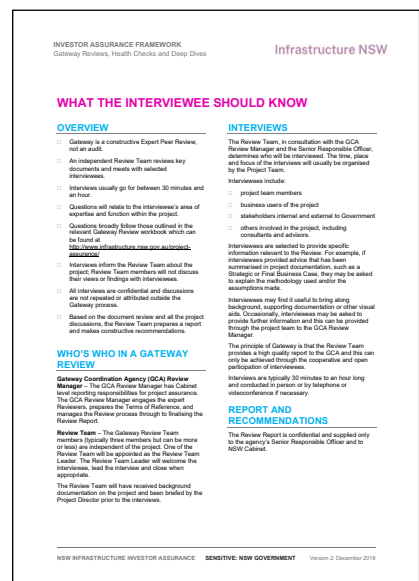 INVESTOR ASSURANCE FRAMEWORK
Gateway Reviews, Health Checks and Deep Dives
Infrastructure NSW
WHAT THE INTERVIEWEE SHOULD KNOW
OVERVIEW
Gateway is a constructive Expert Peer Review,
not an audit.
An independent Review Team reviews key
documents and meets with selected
interviewees.
Interviews usually go for between 30 minutes and
an hour.
Questions will relate to the interviewee's area of
expertise and function within the project.
Questions broadly follow those outlined in the
relevant Gateway Review workbook which can
be found at
http://www.infrastructure.nsw.gov.au/project-
assurance/
Interviews inform the Review Team about the
project; Review Team members will not discuss
their views or findings with interviewees.
All interviews are confidential and discussions
are not repeated or attributed outside the
Gateway process.
Based on the document review and all the project
discussions, the Review Team prepares a report
and makes constructive recommendations.
WHO'S WHO IN A GATEWAY
REVIEW
Gateway Coordination Agency (GCA) Review
Manager – The GCA Review Manager has Cabinet
level reporting responsibilities for project assurance.
The GCA Review Manager engages the expert
Reviewers, prepares the Terms of Reference, and
manages the Review process through to finalising the
Review Report.
Review Team – The Gateway Review Team
members (typically three members but can be more
or less) are independent of the project. One of the
Review Team will be appointed as the Review Team
Leader. The Review Team Leader will welcome the
interviewee, lead the interview and close when
appropriate.
The Review Team will have received background
documentation on the project and been briefed by the
Project Director prior to the interviews.
INTERVIEWS
The Review Team, in consultation with the GCA
Review Manager and the Senior Responsible Officer,
determines who will be interviewed. The time, place
and focus of the interviews will usually be organised
by the Project Team.
Interviewees include:
project team members
business users of the project
stakeholders internal and external to Government
others involved in the project, including
consultants and advisors.
Interviewees are selected to provide specific
information relevant to the Review. For example, if
interviewees provided advice that has been
summarised in project documentation, such as a
Strategic or Final Business Case, they may be asked
to explain the methodology used and/or the
assumptions made.
Interviewees may find it useful to bring along
background, supporting documentation or other visual
aids. Occasionally, interviewees may be asked to
provide further information and this can be provided
through the project team to the GCA Review
Manager.
The principle of Gateway is that the Review Team
provides a high quality report to the GCA and this can
only be achieved through the cooperative and open
participation of interviewees.
Interviews are typically 30 minutes to an hour
long and conducted in person or by telephone or
videoconference if necessary.
REPORT AND
RECOMMENDATIONS
The Review Report is confidential and supplied only
to the agency's Senior Responsible Officer and to
NSW Cabinet.
NSW INFRASTRUCTURE INVESTOR ASSURANCE SENSITIVE: NSW GOVERNMENT Version 2: December 2018